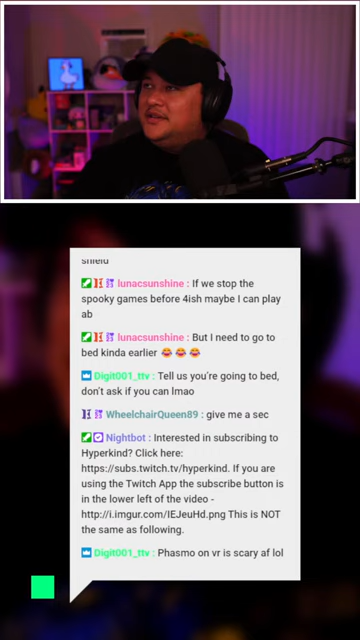 shield
lunacsunshine : If we stop the
spooky games before 4ish maybe I can play
ab
lunacsunshine : But I need to go to
bed kinda earlier 😂😂😂
Digit001_ttv : Tell us you're going to bed,
don't ask if you can lmao
WheelchairQueen89 : give me a sec
Nightbot : Interested in subscribing to
Hyperkind? Click here:
https://subs.twitch.tv/hyperkind. If you are
using the Twitch App the subscribe button is
in the lower left of the video -
http://i.imgur.com/IEJeuHd.png This is NOT
the same as following.
Digit001_ttv : Phasmo on vr is scary af lol